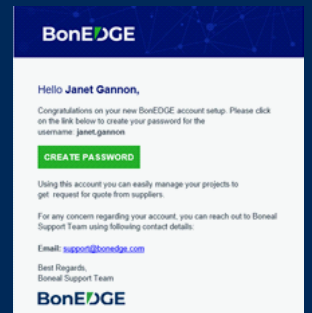 BonEDGE
Hello Janet Gannon,
Congratulations on your new BonEDGE account setup. Please click
on the link below to create your password for the
username: janet.gannon
CREATE PASSWORD
Using this account you can easily manage your projects to
get request for quote from suppliers.
For any concern regarding your account, you can reach out to Boneal
Support Team using following contact details:
Email: support@bonedge.com
Best Regards,
Boneal Support Team
BonEDGE